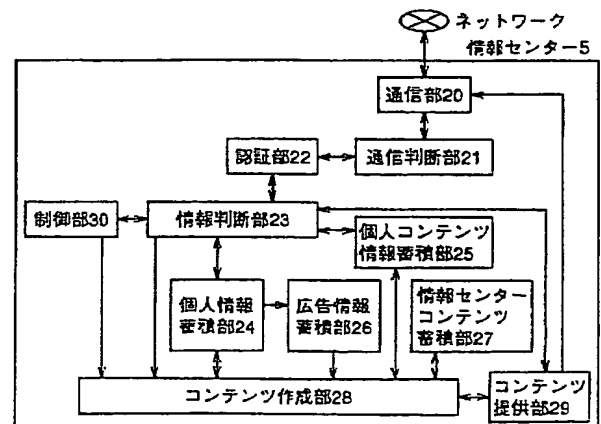 ネットワーク
情報センター5
通信部20
認証部22
通信判断部21
制御部30
情報判断部23
個人コンテンツ
情報蓄積部25
個人情報
蓄積部24
広告情報
蓄積部26
情報センター
コンテンツ
蓄積部27
コンテンツ作成部28
コンテンツ
提供部29